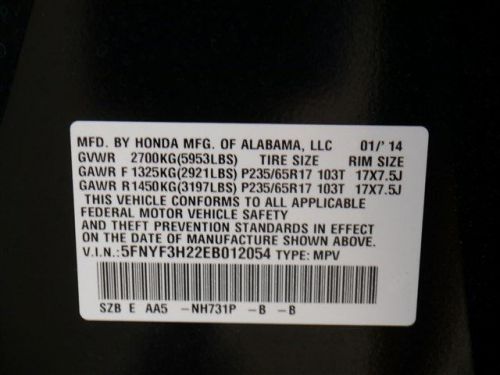 MFD. BY HONDA MFG. OF ALABAMA, LLC 01/'14
GVWR 2700KG(5953LBS) TIRE SIZE RIM SIZE
GAWR F 1325KG(2921LBS) P235/65R17 103T 17X7.5J
GAWR R1450KG(3197LBS) P235/65R17 103T 17X7.5J
THIS VEHICLE CONFORMS TO ALL APPLICABLE
FEDERAL MOTOR VEHICLE SAFETY
AND THEFT PREVENTION STANDARDS IN EFFECT
ON THE DATE OF MANUFACTURE SHOWN ABOVE.
V.I.N.: 5FNYF3H22EB012054 TYPE: MPV
SZB E AA5 -NH731P -B -B